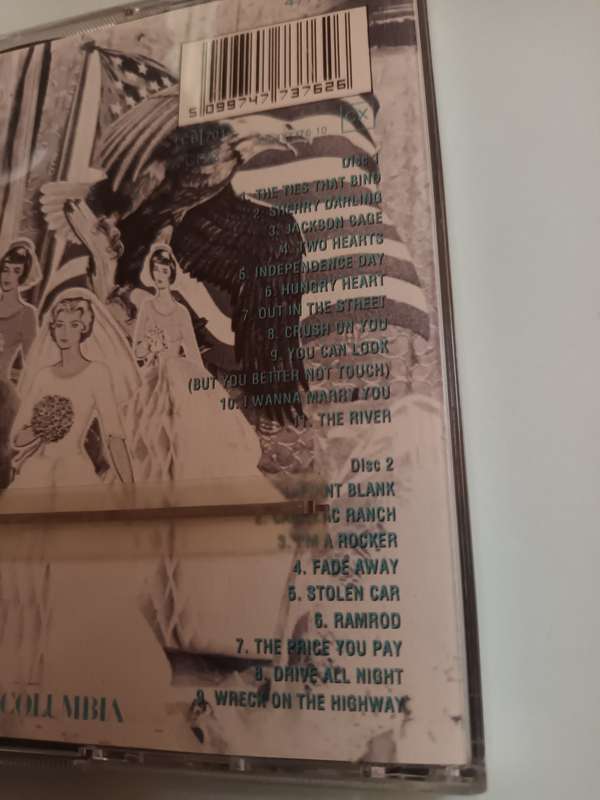 5 099747 737626
CX
Disc 1
1. THE TIES THAT BIND
2. SHERRY DARLING
3. JACKSON CAGE
4. TWO HEARTS
5. INDEPENDENCE DAY
6. HUNGRY HEART
7. OUT IN THE STREET
8. CRUSH ON YOU
9. YOU CAN LOOK
(BUT YOU BETTER NOT TOUCH)
10. I WANNA MARRY YOU
11. THE RIVER
Disc 2
BLANK
2. RANCH
3. I'M A ROCKER
4. FADE AWAY
5. STOLEN CAR
6. RAMROD
7. THE PRICE YOU PAY
8. DRIVE ALL NIGHT
9. WRECK ON THE HIGHWAY
COLUMBIA